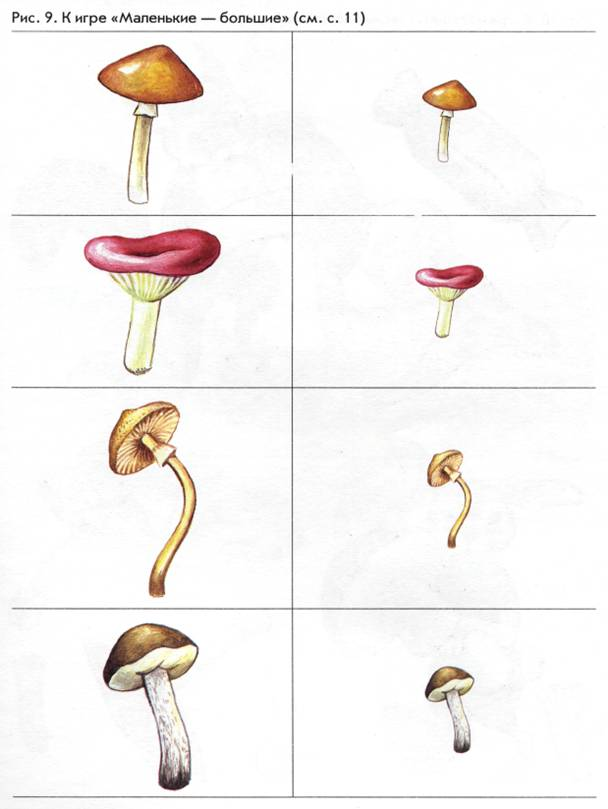 Рис. 9. К игре «Маленькие — большие» (см. с. 11)